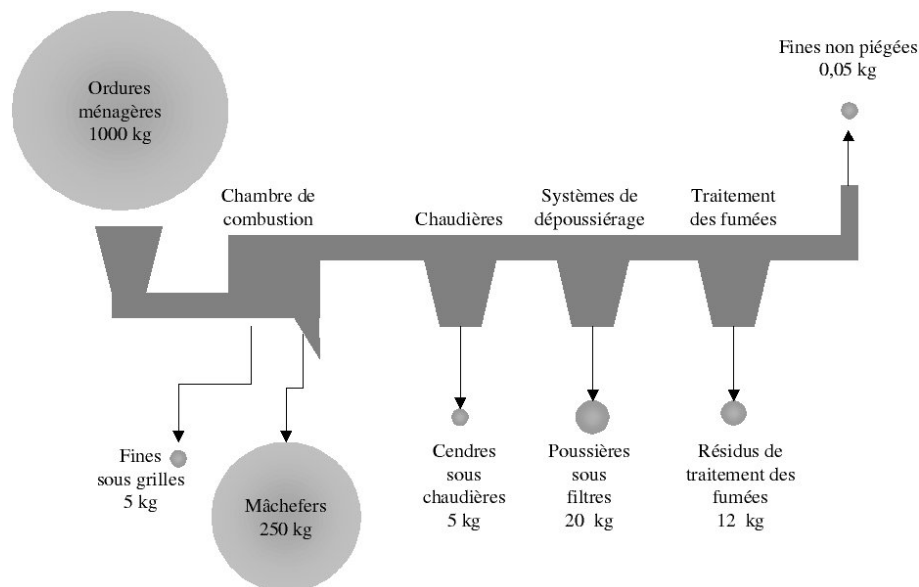 Fines non piégées
0,05 kg
Ordures
ménagères
1000 kg
Chambre de
combustion
Chaudières
Systèmes de
dépoussiérage
Traitement
des fumées
Fines
sous grilles
5 kg
Mâchefers
250 kg
Cendres
sous
chaudières
5 kg
Poussières
sous
filtres
20 kg
Résidus de
traitement des
fumées
12 kg